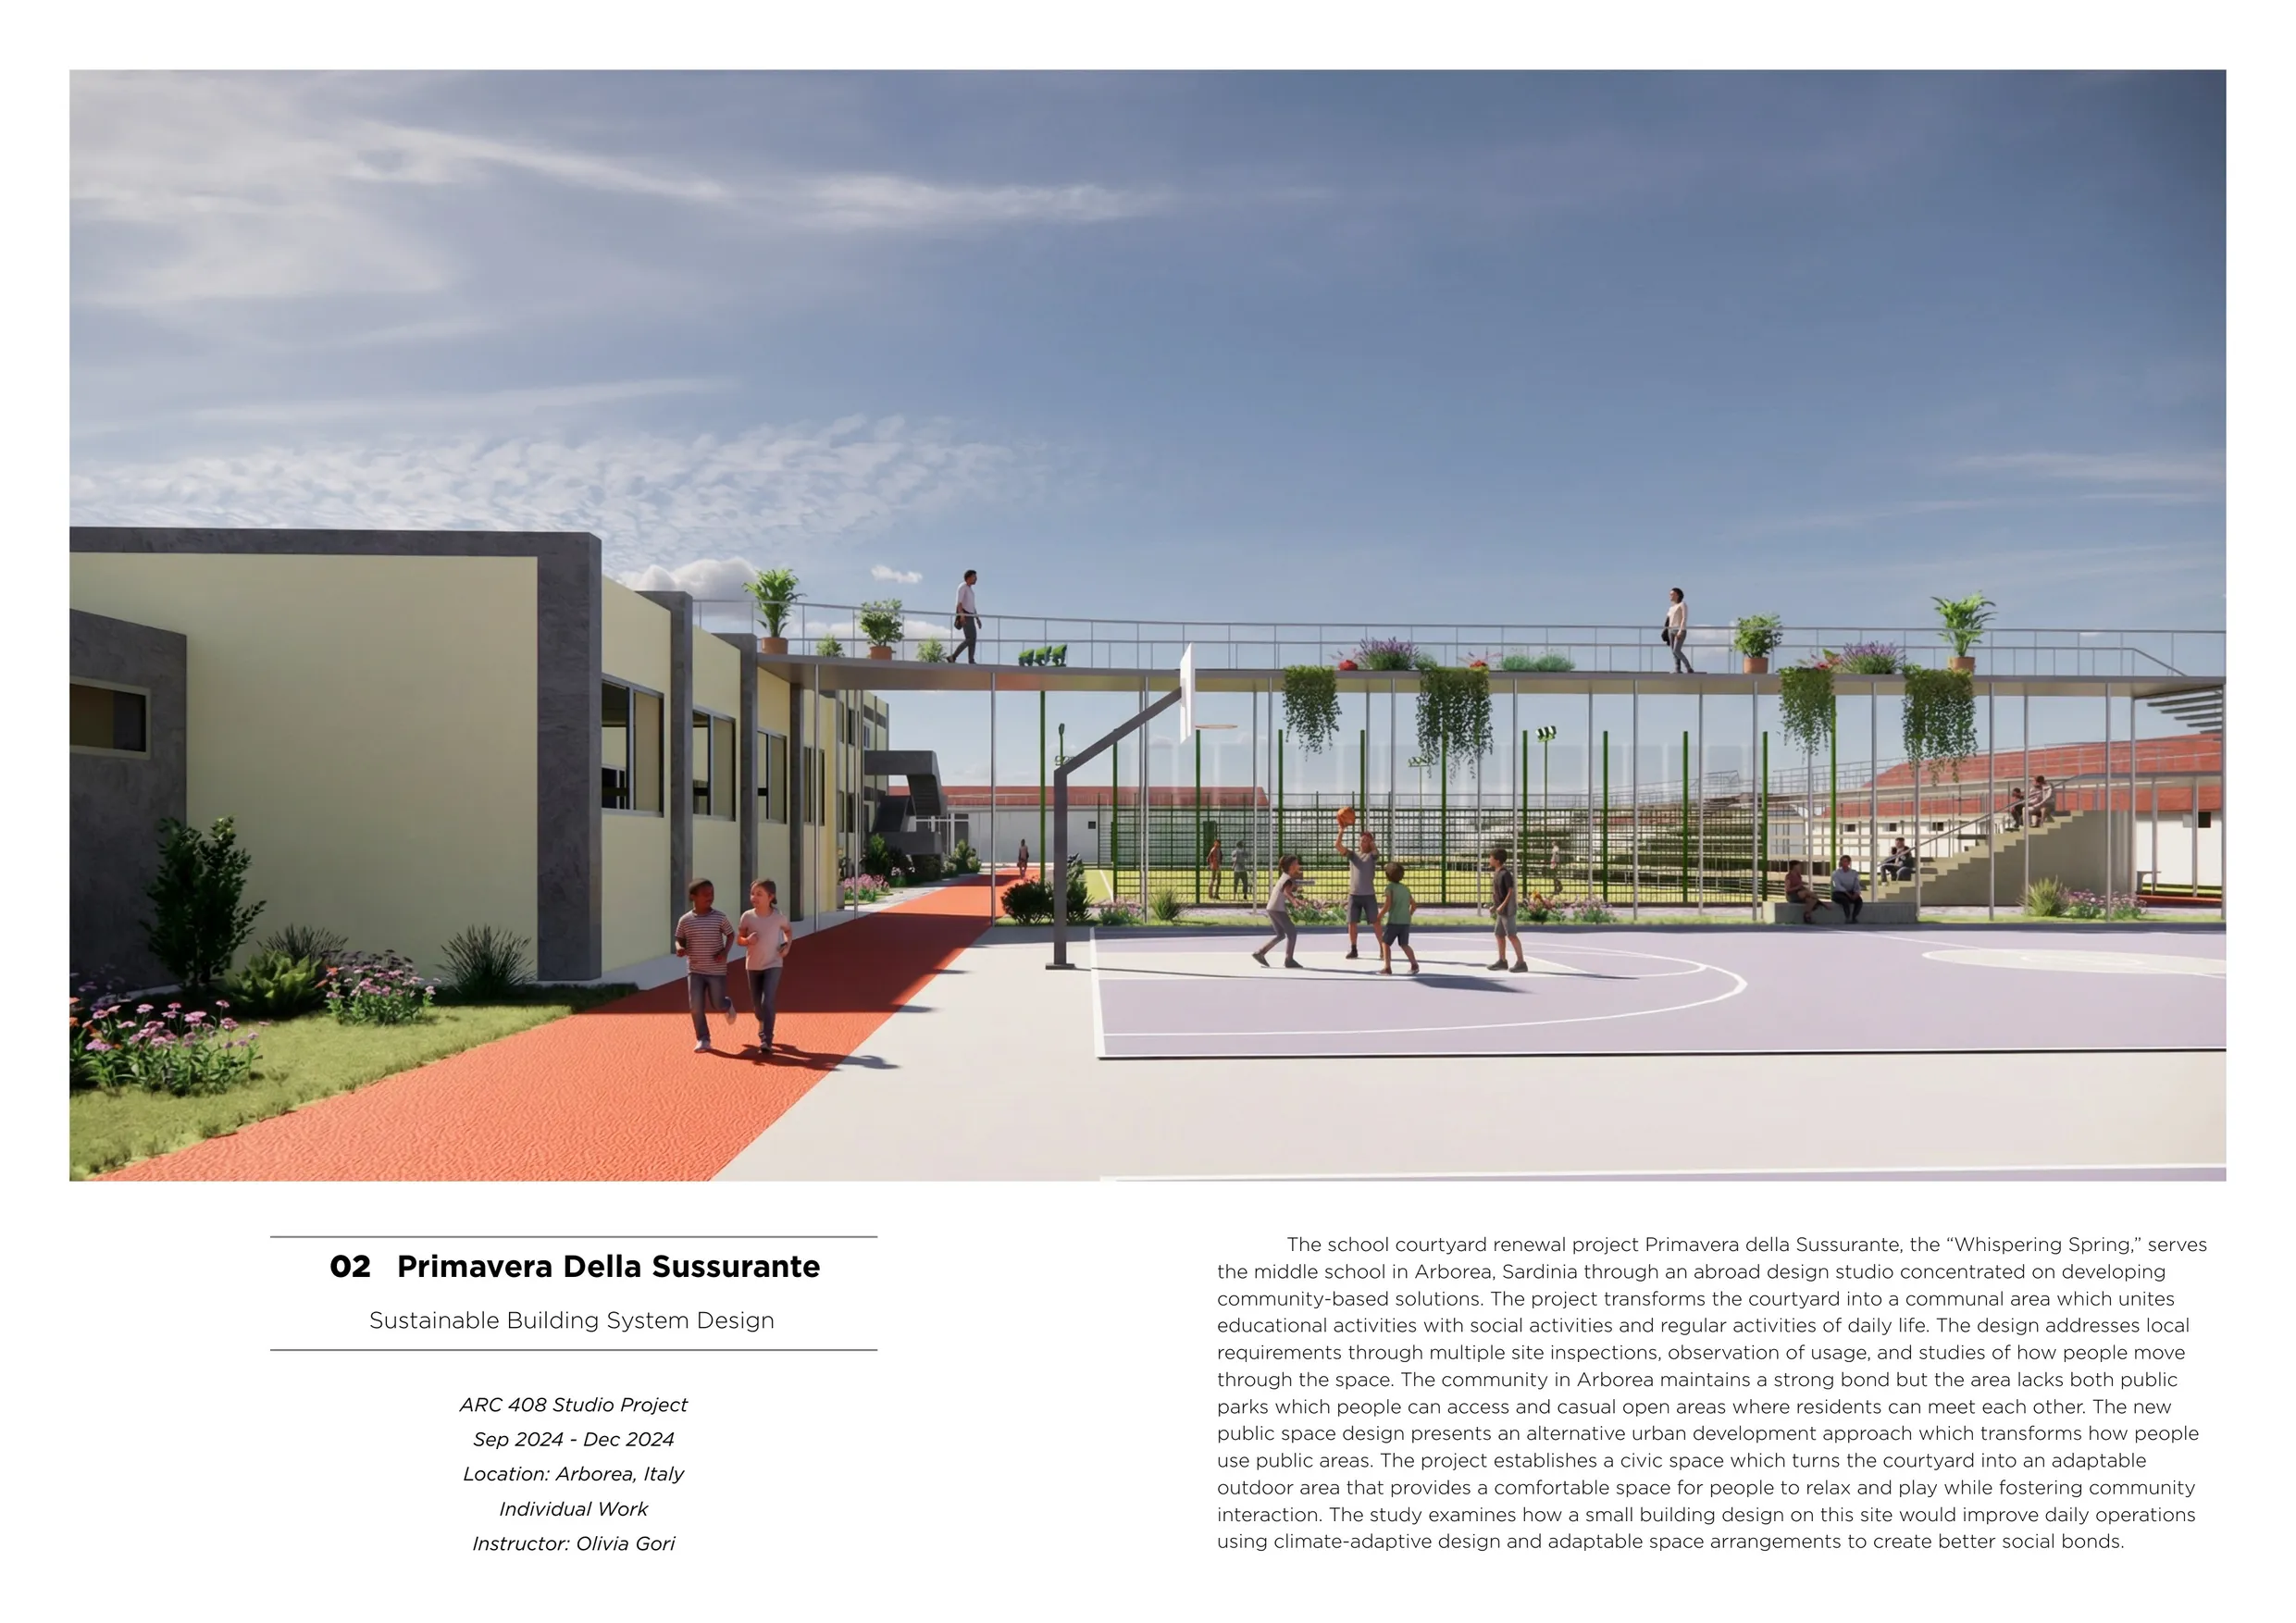 02 Primavera Della Sussurante
Sustainable Building System Design
ARC 408 Studio Project
Sep 2024 - Dec 2024
Location: Arborea, Italy
Individual Work
Instructor: Olivia Gori
The school courtyard renewal project Primavera della Sussurante, the “Whispering Spring,” serves
the middle school in Arborea, Sardinia through an abroad design studio concentrated on developing
community-based solutions. The project transforms the courtyard into a communal area which unites
educational activities with social activities and regular activities of daily life. The design addresses local
requirements through multiple site inspections, observation of usage, and studies of how people move
through the space. The community in Arborea maintains a strong bond but the area lacks both public
parks which people can access and casual open areas where residents can meet each other. The new
public space design presents an alternative urban development approach which transforms how people
use public areas. The project establishes a civic space which turns the courtyard into an adaptable
outdoor area that provides a comfortable space for people to relax and play while fostering community
interaction. The study examines how a small building design on this site would improve daily operations
using climate-adaptive design and adaptable space arrangements to create better social bonds.